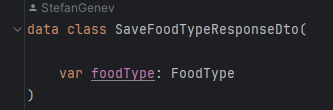 StefanGenev
data class SaveFoodTypeResponseDto(
var foodType: FoodType
)